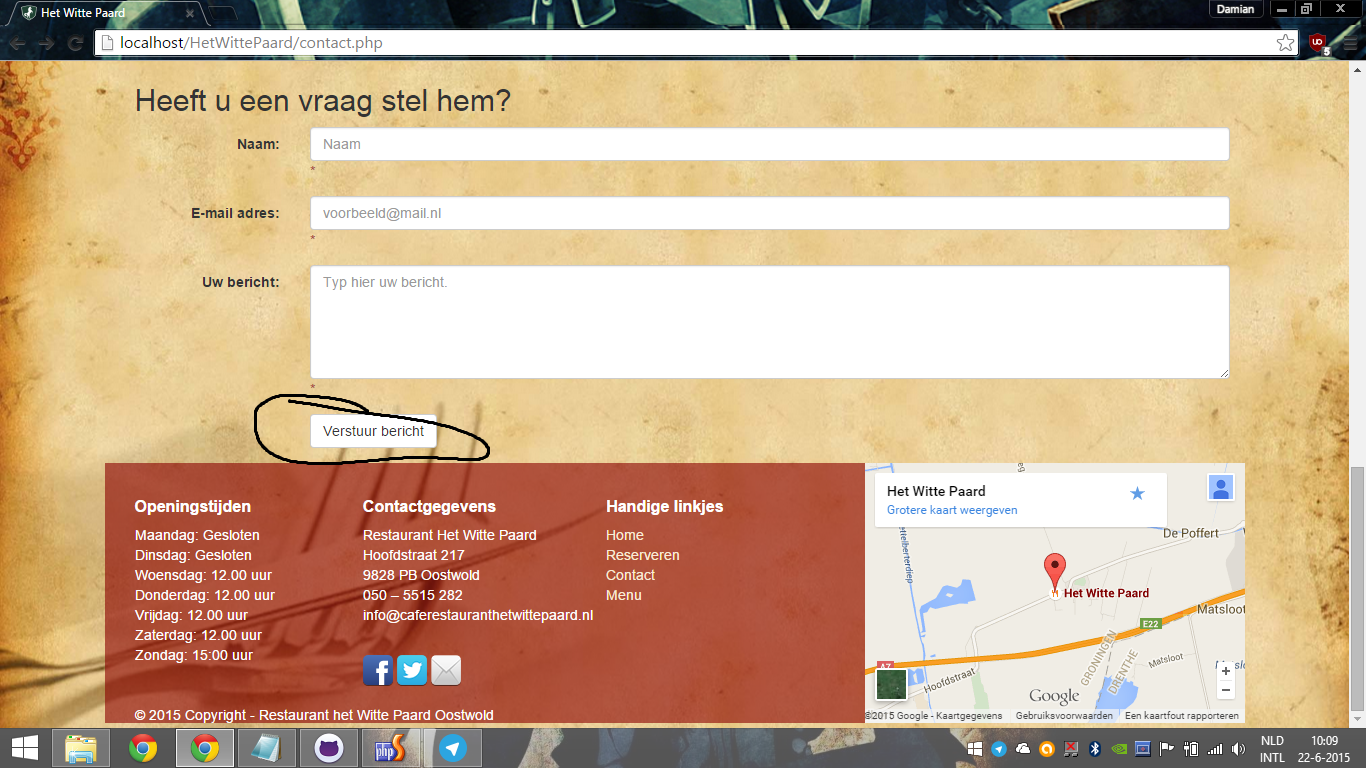 Het Witte Paard
Damian
localhost/HetWittePaard/contact.php
5
Heeft u een vraag stel hem?
Naam:
Naam
*
E-mail adres:
voorbeeld@mail.nl
*
Uw bericht:
Typ hier uw bericht.
*
Verstuur bericht
Openingstijden
Maandag: Gesloten
Dinsdag: Gesloten
Woensdag: 12.00 uur
Donderdag: 12.00 uur
Vrijdag: 12.00 uur
Zaterdag: 12.00 uur
Zondag: 15:00 uur
Contactgegevens
Restaurant Het Witte Paard
Hoofdstraat 217
9828 PB Oostwold
050 – 5515 282
info@caferestauranthetwittepaard.nl
Handige linkjes
Home
Reserveren
Contact
Menu
© 2015 Copyright - Restaurant het Witte Paard Oostwold
Het Witte Paard
Grotere kaart weergeven
De Poffert
Het Witte Paard
Matsloot
E22
GRONINGEN
DRENTHE
Matsloot
A7
Hoofdstraat
Google
+
−
©2015 Google - Kaartgegevens
Gebruiksvoorwaarden
Een kaartfout rapporteren
php
NLD
INTL
10:09
22-6-2015